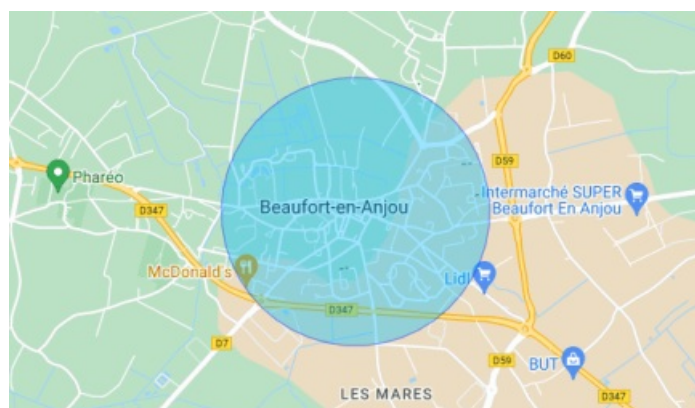 D60
D59
Phareo
D347
Beaufort-en-Anjou
Intermarché SUPER
Beaufort En Anjou
McDonald's
Lidl
D347
D7
D59
BUT
LES MARES
D347